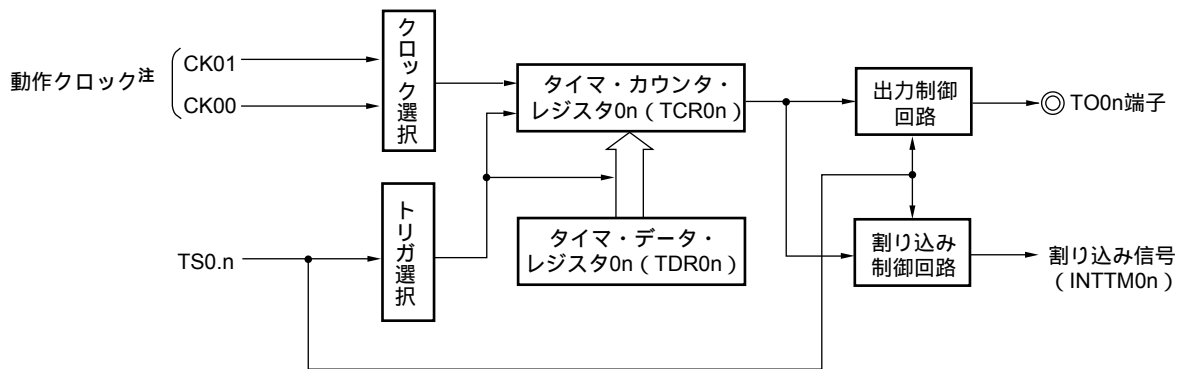 動作クロック注
CK01
CK00
クロック選択
タイマ・カウンタ・
レジスタ0n（TCR0n）
出力制御
回路
TO0n端子
TS0.n
トリガ選択
タイマ・データ・
レジスタ0n（TDR0n）
割り込み
制御回路
割り込み信号
（INTTM0n）